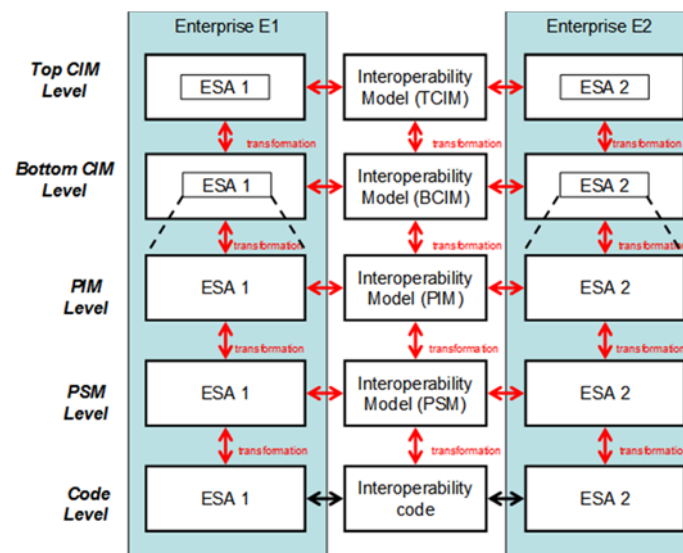 Enterprise E1
Enterprise E2
Top CIM
Level
ESA 1
Interoperability
Model (TCIM)
ESA 2
transformation
transformation
transformation
Bottom CIM
Level
ESA 1
Interoperability
Model (BCIM)
ESA 2
transformation
transformation
transformation
PIM
Level
ESA 1
Interoperability
Model (PIM)
ESA 2
transformation
transformation
transformation
PSM
Level
ESA 1
Interoperability
Model (PSM)
ESA 2
transformation
transformation
transformation
Code
Level
ESA 1
Interoperability
code
ESA 2